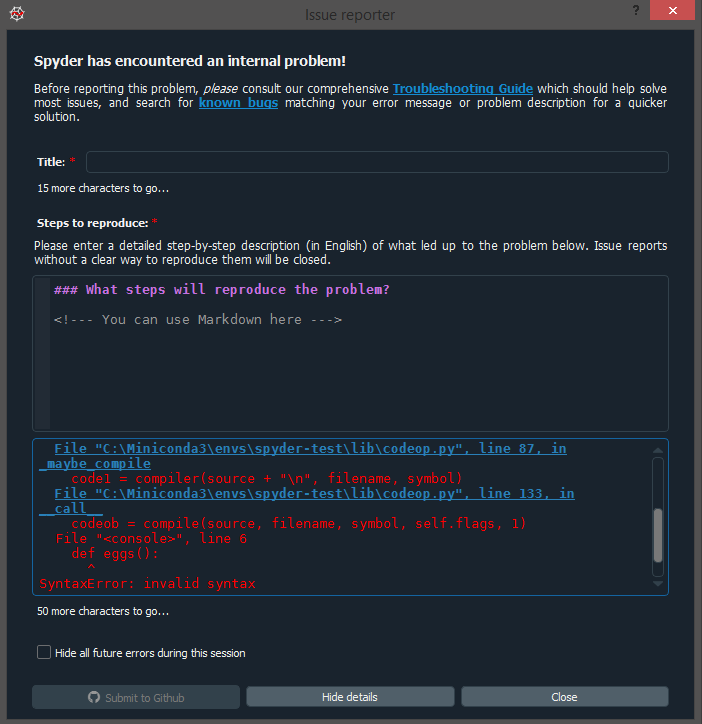 Issue reporter
?
Spyder has encountered an internal problem!
Before reporting this problem, please consult our comprehensive Troubleshooting Guide which should help solve
most issues, and search for known bugs matching your error message or problem description for a quicker
solution.
Title: *
15 more characters to go...
Steps to reproduce: *
Please enter a detailed step-by-step description (in English) of what led up to the problem below. Issue reports
without a clear way to reproduce them will be closed.
### What steps will reproduce the problem?
<!--- You can use Markdown here --->
File "C:\Miniconda3\envs\spyder-test\lib\codeop.py", line 87, in
_maybe_compile
code1 = compiler(source + "\n", filename, symbol)
File "C:\Miniconda3\envs\spyder-test\lib\codeop.py", line 133, in
__call__
codeob = compile(source, filename, symbol, self.flags, 1)
File "<console>", line 6
def eggs():
^
SyntaxError: invalid syntax
50 more characters to go...
Hide all future errors during this session
Submit to Github
Hide details
Close